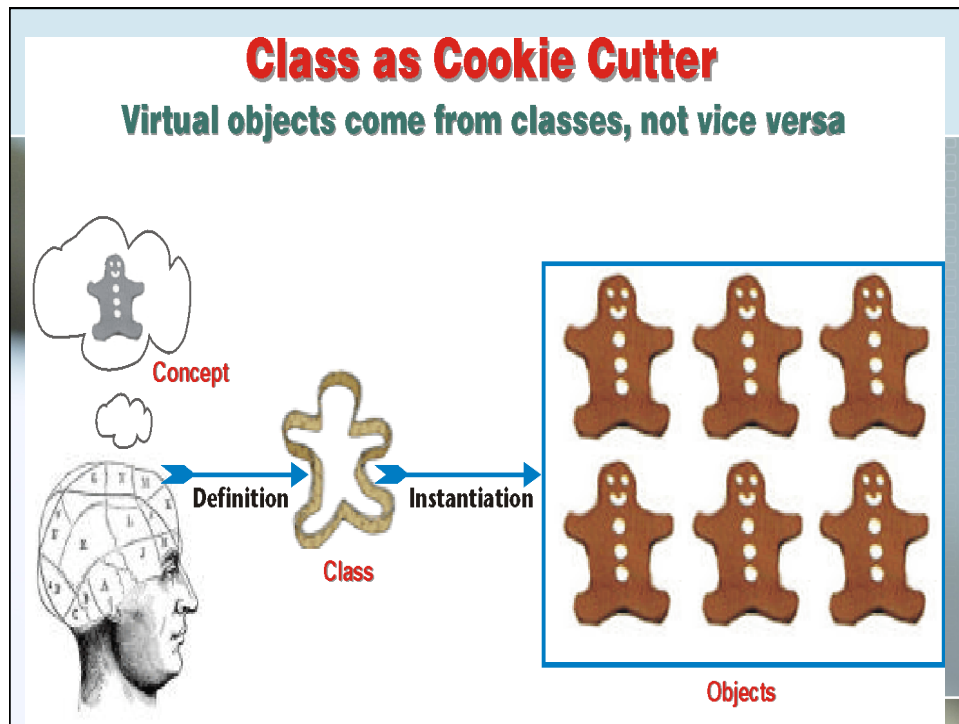 Class as Cookie Cutter
Virtual objects come from classes, not vice versa
Concept
Definition
Instantiation
Class
Objects